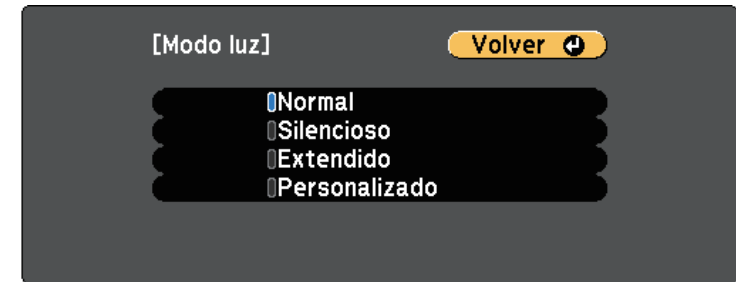 [Modo luz]
Volver
Normal
Silencioso
Extendido
Personalizado